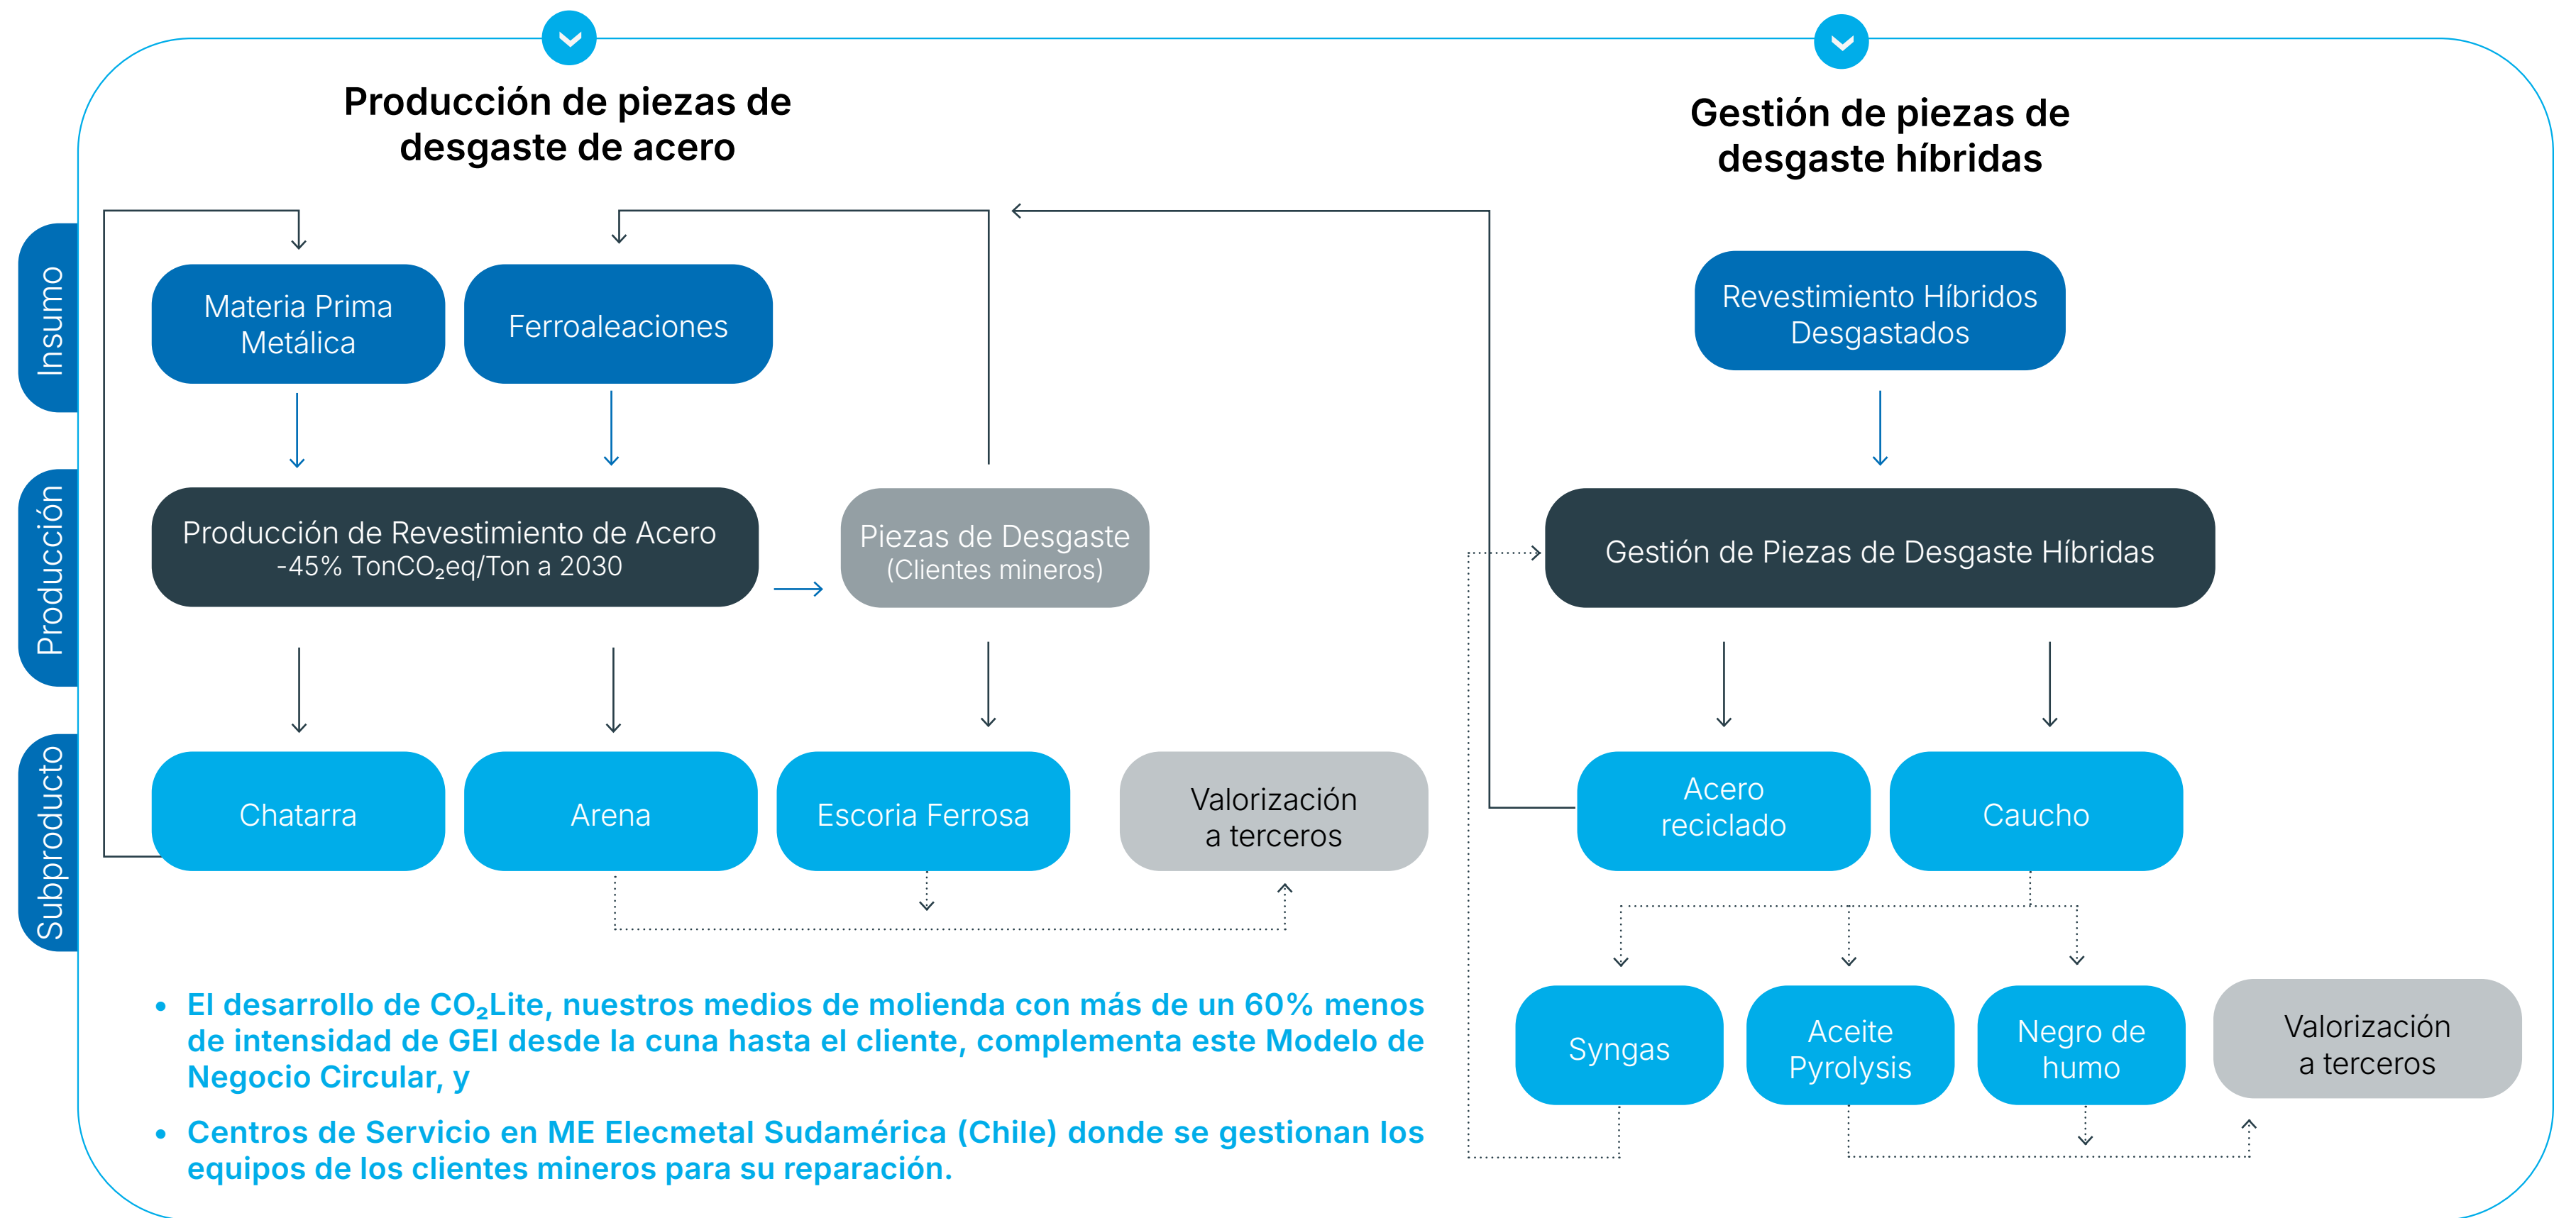 Producción de piezas de
desgaste de acero
Gestión de piezas de
desgaste híbridas
Insumo
Materia Prima
Metálica
Ferroaleaciones
Revestimiento Híbridos
Desgastados
Producción
Producción de Revestimiento de Acero
-45% TonCO₂eq/Ton a 2030
Piezas de Desgaste
(Clientes mineros)
Gestión de Piezas de Desgaste Híbridas
Subproducto
Chatarra
Arena
Escoria Ferrosa
Valorización
a terceros
Acero
reciclado
Caucho
Syngas
Aceite
Pyrolysis
Negro de
humo
Valorización
a terceros
• El desarrollo de CO₂Lite, nuestros medios de molienda con más de un 60% menos
de intensidad de GEI desde la cuna hasta el cliente, complementa este Modelo de
Negocio Circular, y
• Centros de Servicio en ME Elecmetal Sudamérica (Chile) donde se gestionan los
equipos de los clientes mineros para su reparación.